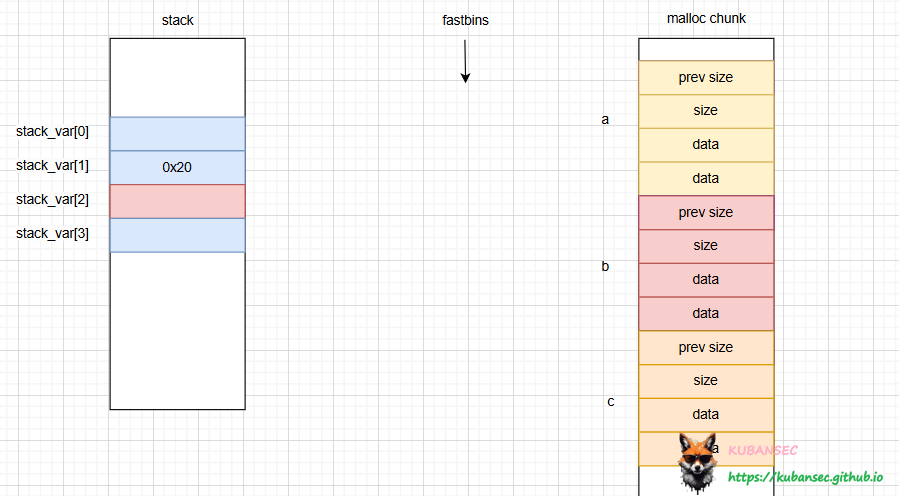 stack
fastbins
malloc chunk
stack_var[0]
stack_var[1]
0x20
stack_var[2]
stack_var[3]
a
prev size
size
data
data
b
prev size
size
data
data
c
prev size
size
data
a
KUBANSEC
https://kubansec.github.io